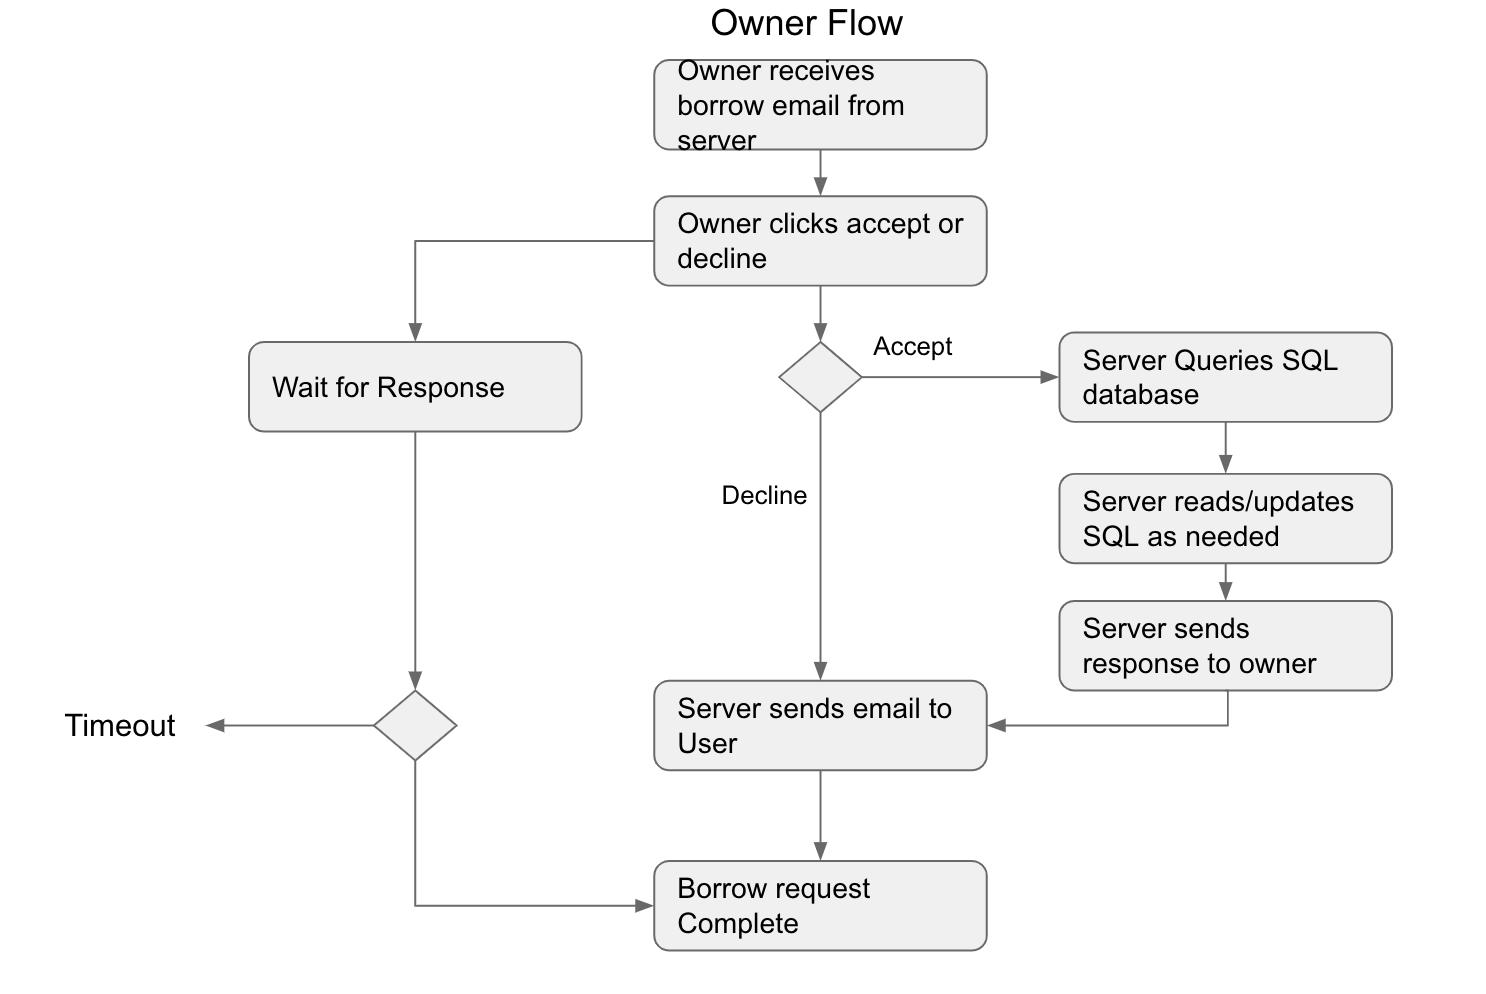 Owner Flow
Owner receives
borrow email from
server
Owner clicks accept or
decline
Wait for Response
Accept
Server Queries SQL
database
Decline
Server reads/updates
SQL as needed
Server sends
response to owner
Timeout
Server sends email to
User
Borrow request
Complete